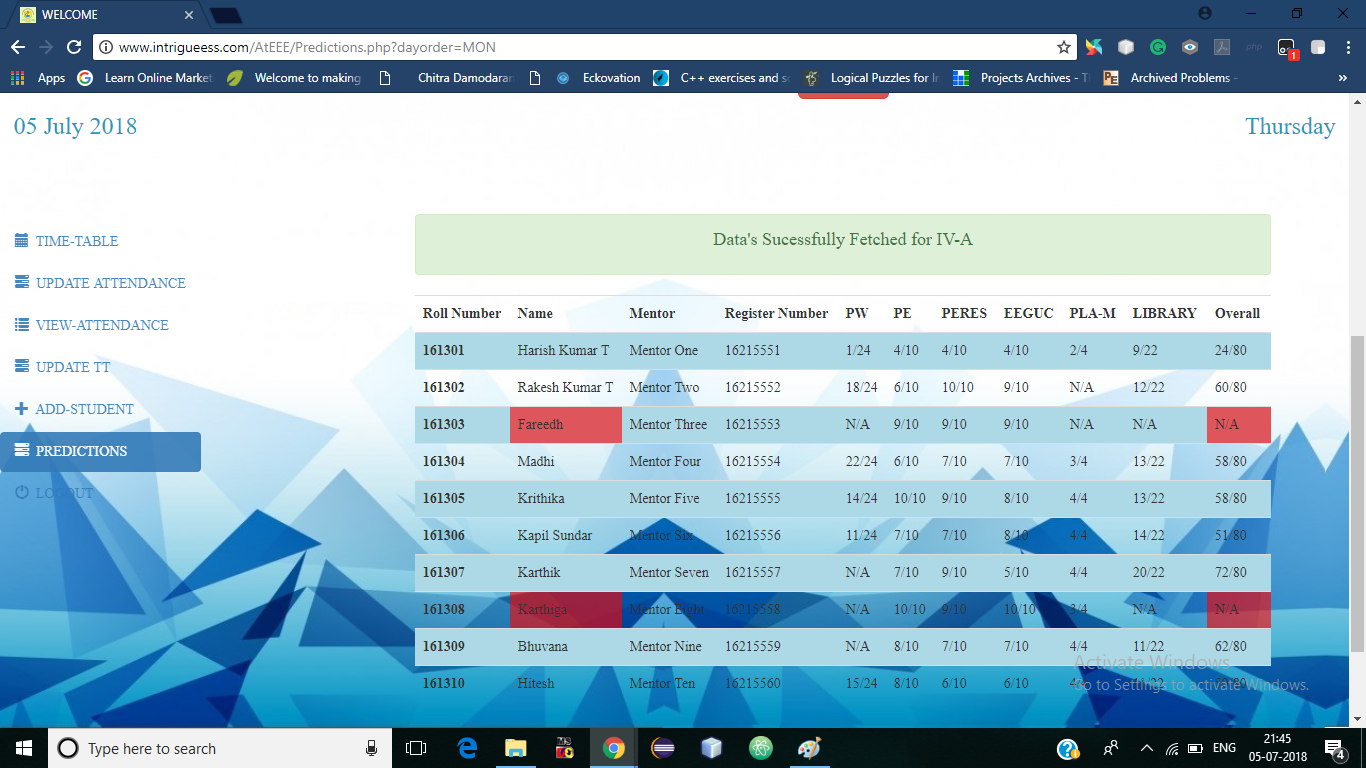 WELCOME
www.intrigueess.com/AtEEE/Predictions.php?dayorder=MON
php
1
Apps Learn Online Market Welcome to making Chitra Damodaran Eckovation C++ exercises and so Logical Puzzles for In Projects Archives - T PE Archived Problems - »
05 July 2018 Thursday
Data's Sucessfully Fetched for IV-A
TIME-TABLE
UPDATE ATTENDANCE
VIEW-ATTENDANCE
UPDATE TT
ADD-STUDENT
PREDICTIONS
LOGOUT
Roll Number Name Mentor Register Number PW PE PERES EEGUC PLA-M LIBRARY Overall
161301 Harish Kumar T Mentor One 16215551 1/24 4/10 4/10 4/10 2/4 9/22 24/80
161302 Rakesh Kumar T Mentor Two 16215552 18/24 6/10 10/10 9/10 N/A 12/22 60/80
161303 Fareedh Mentor Three 16215553 N/A 9/10 9/10 9/10 N/A N/A N/A
161304 Madhi Mentor Four 16215554 22/24 6/10 7/10 7/10 3/4 13/22 58/80
161305 Krithika Mentor Five 16215555 14/24 10/10 9/10 8/10 4/4 13/22 58/80
161306 Kapil Sundar Mentor Six 16215556 11/24 7/10 7/10 8/10 4/4 14/22 51/80
161307 Karthik Mentor Seven 16215557 N/A 7/10 9/10 5/10 4/4 20/22 72/80
161308 Karthiga Mentor Eight 16215558 N/A 10/10 9/10 10/10 3/4 N/A N/A
161309 Bhuvana Mentor Nine 16215559 N/A 8/10 7/10 7/10 4/4 11/22 62/80
161310 Hitesh Mentor Ten 16215560 15/24 8/10 6/10 6/10
Activate Windows
Go to Settings to activate Windows.
Type here to search
ENG
21:45
05-07-2018
4